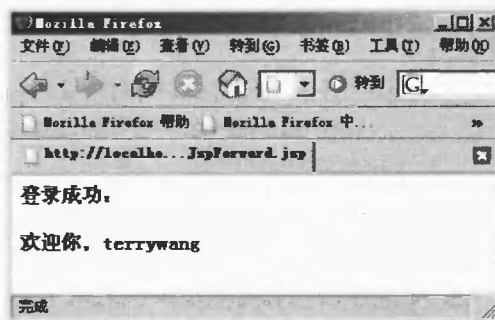 Mozilla Firefox
文件(F) 编辑(E) 查看(V) 转到(G) 书签(B) 工具(T) 帮助(H)
转到 G
Mozilla Firefox 帮助 Mozilla Firefox 中... »
http://localho...JspForward.jsp
登录成功:
欢迎你，terrywang
完成